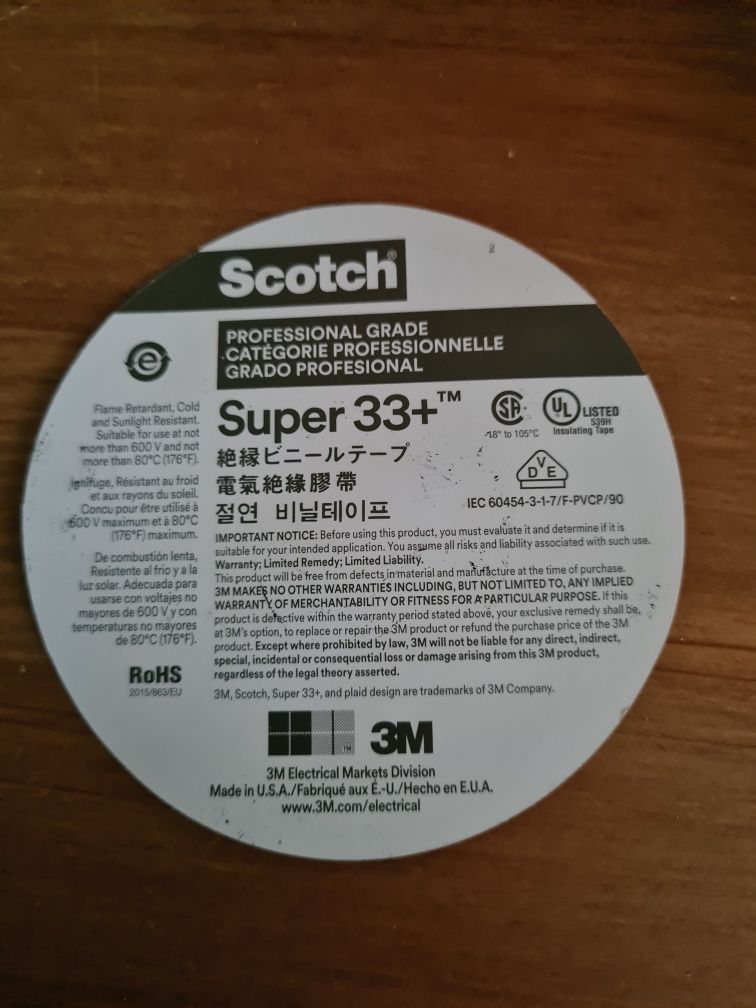 Scotch®
2
PROFESSIONAL GRADE
CATÉGORIE PROFESSIONNELLE
GRADO PROFESIONAL
e
Flame Retardant, Cold
and Sunlight Resistant.
Suitable for use at not
more than 600 V and not
more than 80°C (176°F).
Ignifuge, Résistant au froid
et aux rayons du soleil.
Concu pour être utilisé à
600 V maximum et à 80°C
(176°F) maximum.
De combustión lenta,
Resistente al frío y a la
luz solar. Adecuada para
usarse con voltajes no
mayores de 600 V y con
temperaturas no mayores
de 80°C (176°F).
RoHS
2015/863/EU
Super 33+™
絶縁ビニールテープ
電氣絶緣膠帶
절연 비닐테이프
SA
-18° to 105°C
UL LISTED
539H
Insulating Tape
DVE
IEC 60454-3-1-7/F-PVCP/90
IMPORTANT NOTICE: Before using this product, you must evaluate it and determine if it is
suitable for your intended application. You assume all risks and liability associated with such use.
Warranty; Limited Remedy; Limited Liability.
This product will be free from defects in material and manufacture at the time of purchase.
3M MAKES NO OTHER WARRANTIES INCLUDING, BUT NOT LIMITED TO, ANY IMPLIED
WARRANTY OF MERCHANTABILITY OR FITNESS FOR A PARTICULAR PURPOSE. If this
product is defective within the warranty period stated above, your exclusive remedy shall be,
at 3M's option, to replace or repair the 3M product or refund the purchase price of the 3M
product. Except where prohibited by law, 3M will not be liable for any direct, indirect,
special, incidental or consequential loss or damage arising from this 3M product,
regardless of the legal theory asserted.
3M, Scotch, Super 33+, and plaid design are trademarks of 3M Company.
™ 3M
3M Electrical Markets Division
Made in U.S.A./Fabriqué aux É.-U./Hecho en E.U.A.
www.3M.com/electrical